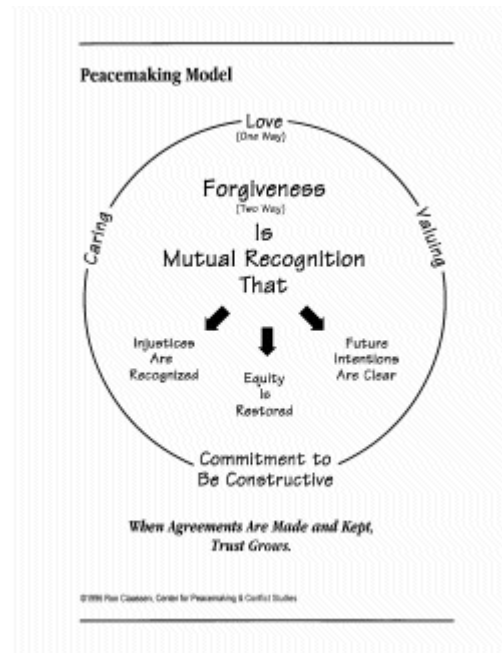 Peacemaking Model
Love
(One Way)
Forgiveness
(Two Way)
Is
Mutual Recognition
That
Caring
Valuing
Injustices
Are
Recognized
Equity
Is
Restored
Future
Intentions
Are Clear
Commitment to
Be Constructive
When Agreements Are Made and Kept,
Trust Grows.
©1996 Ron Claassen, Center for Peacemaking & Conflict Studies